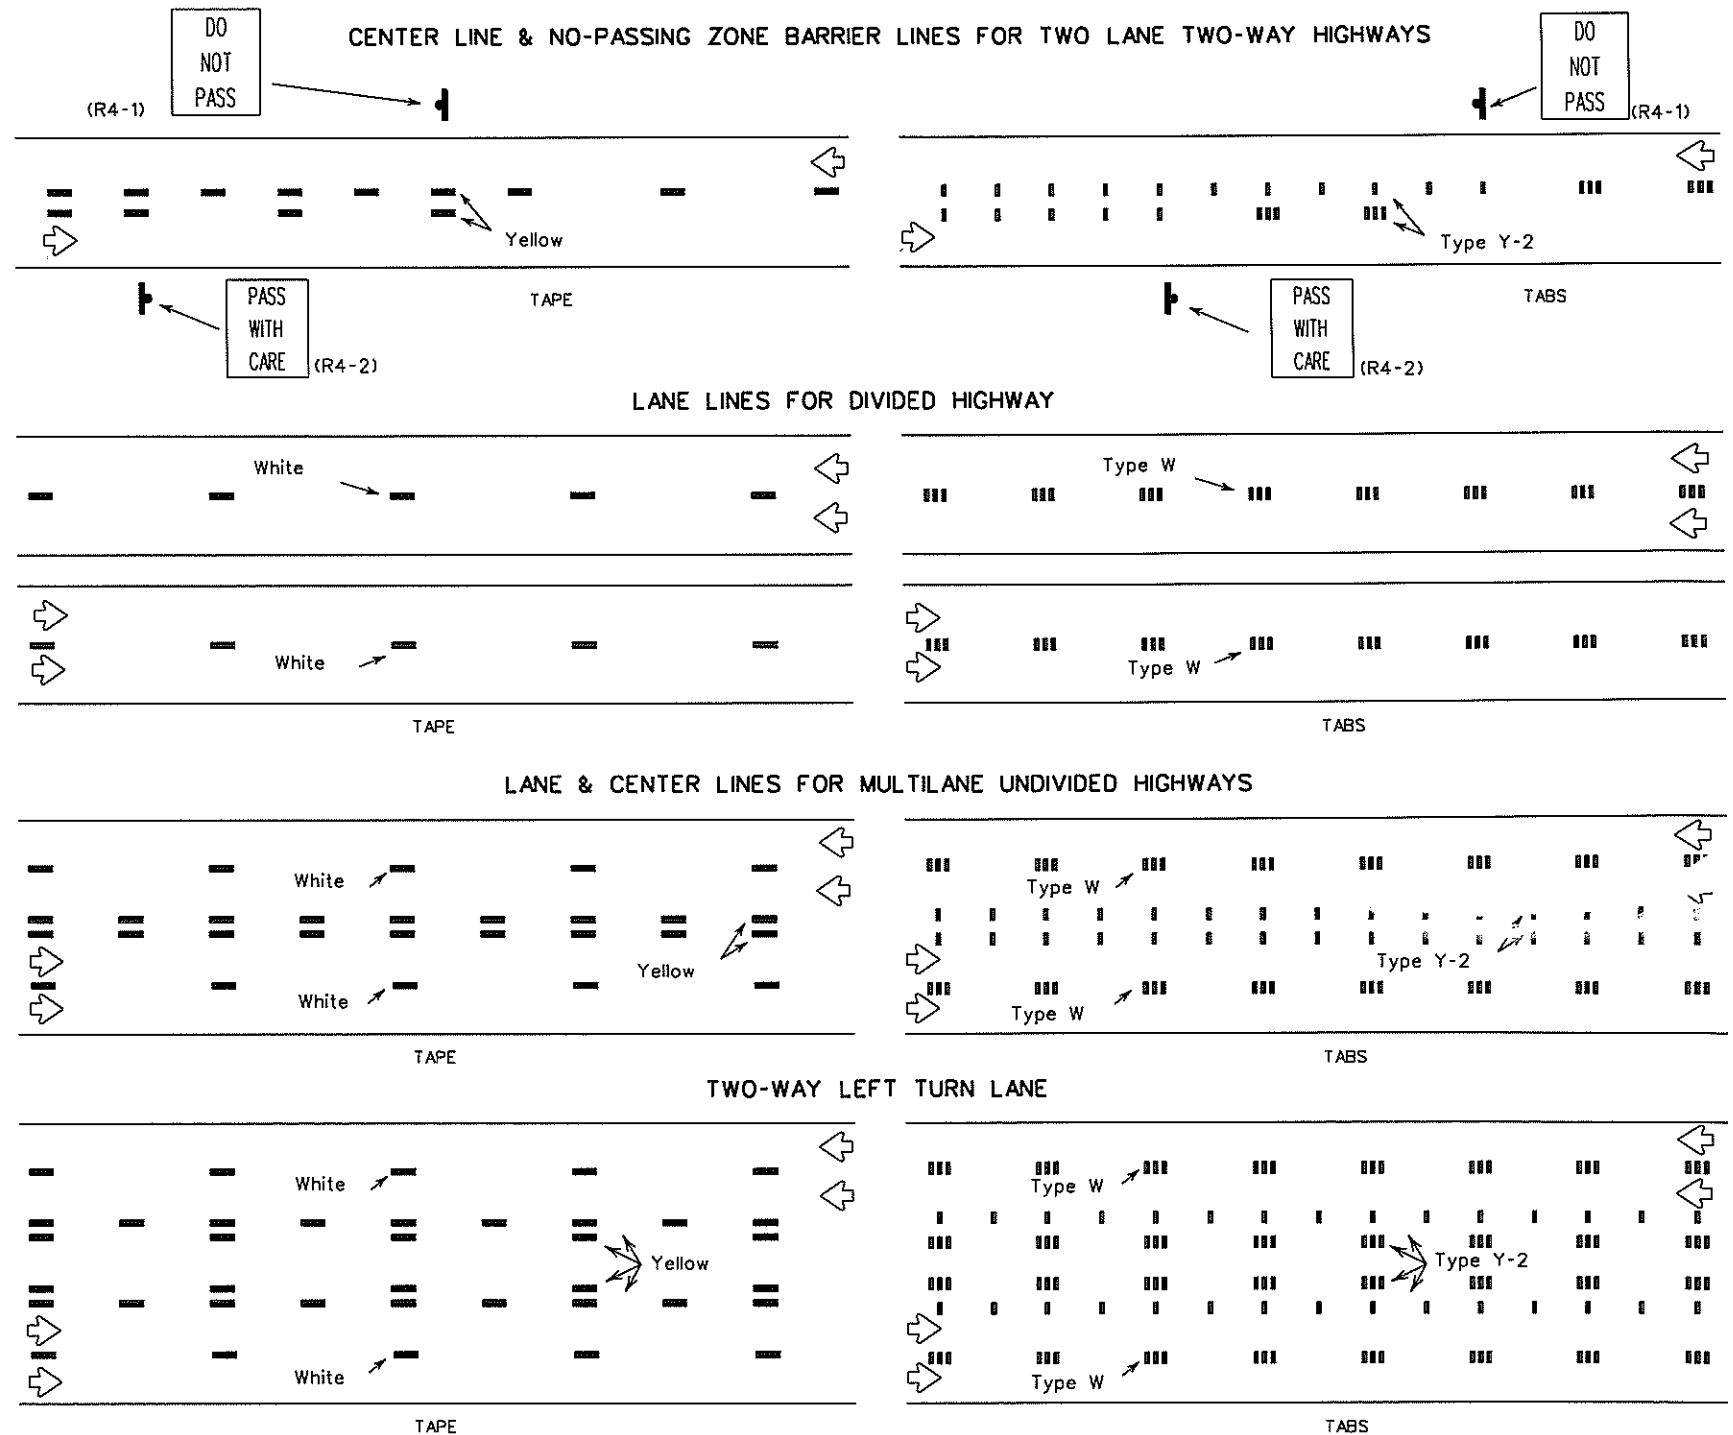 CENTER LINE & NO-PASSING ZONE BARRIER LINES FOR TWO LANE TWO-WAY HIGHWAYS
DO
NOT
PASS
(R4-1)
DO
NOT
PASS
(R4-1)
Yellow
Type Y-2
TAPE
TABS
PASS
WITH
CARE
(R4-2)
PASS
WITH
CARE
(R4-2)
LANE LINES FOR DIVIDED HIGHWAY
White
Type W
White
Type W
TAPE
TABS
LANE & CENTER LINES FOR MULTILANE UNDIVIDED HIGHWAYS
White
Type W
Yellow
Type Y-2
White
Type W
TAPE
TABS
TWO-WAY LEFT TURN LANE
White
Type W
Yellow
Type Y-2
White
Type W
TAPE
TABS